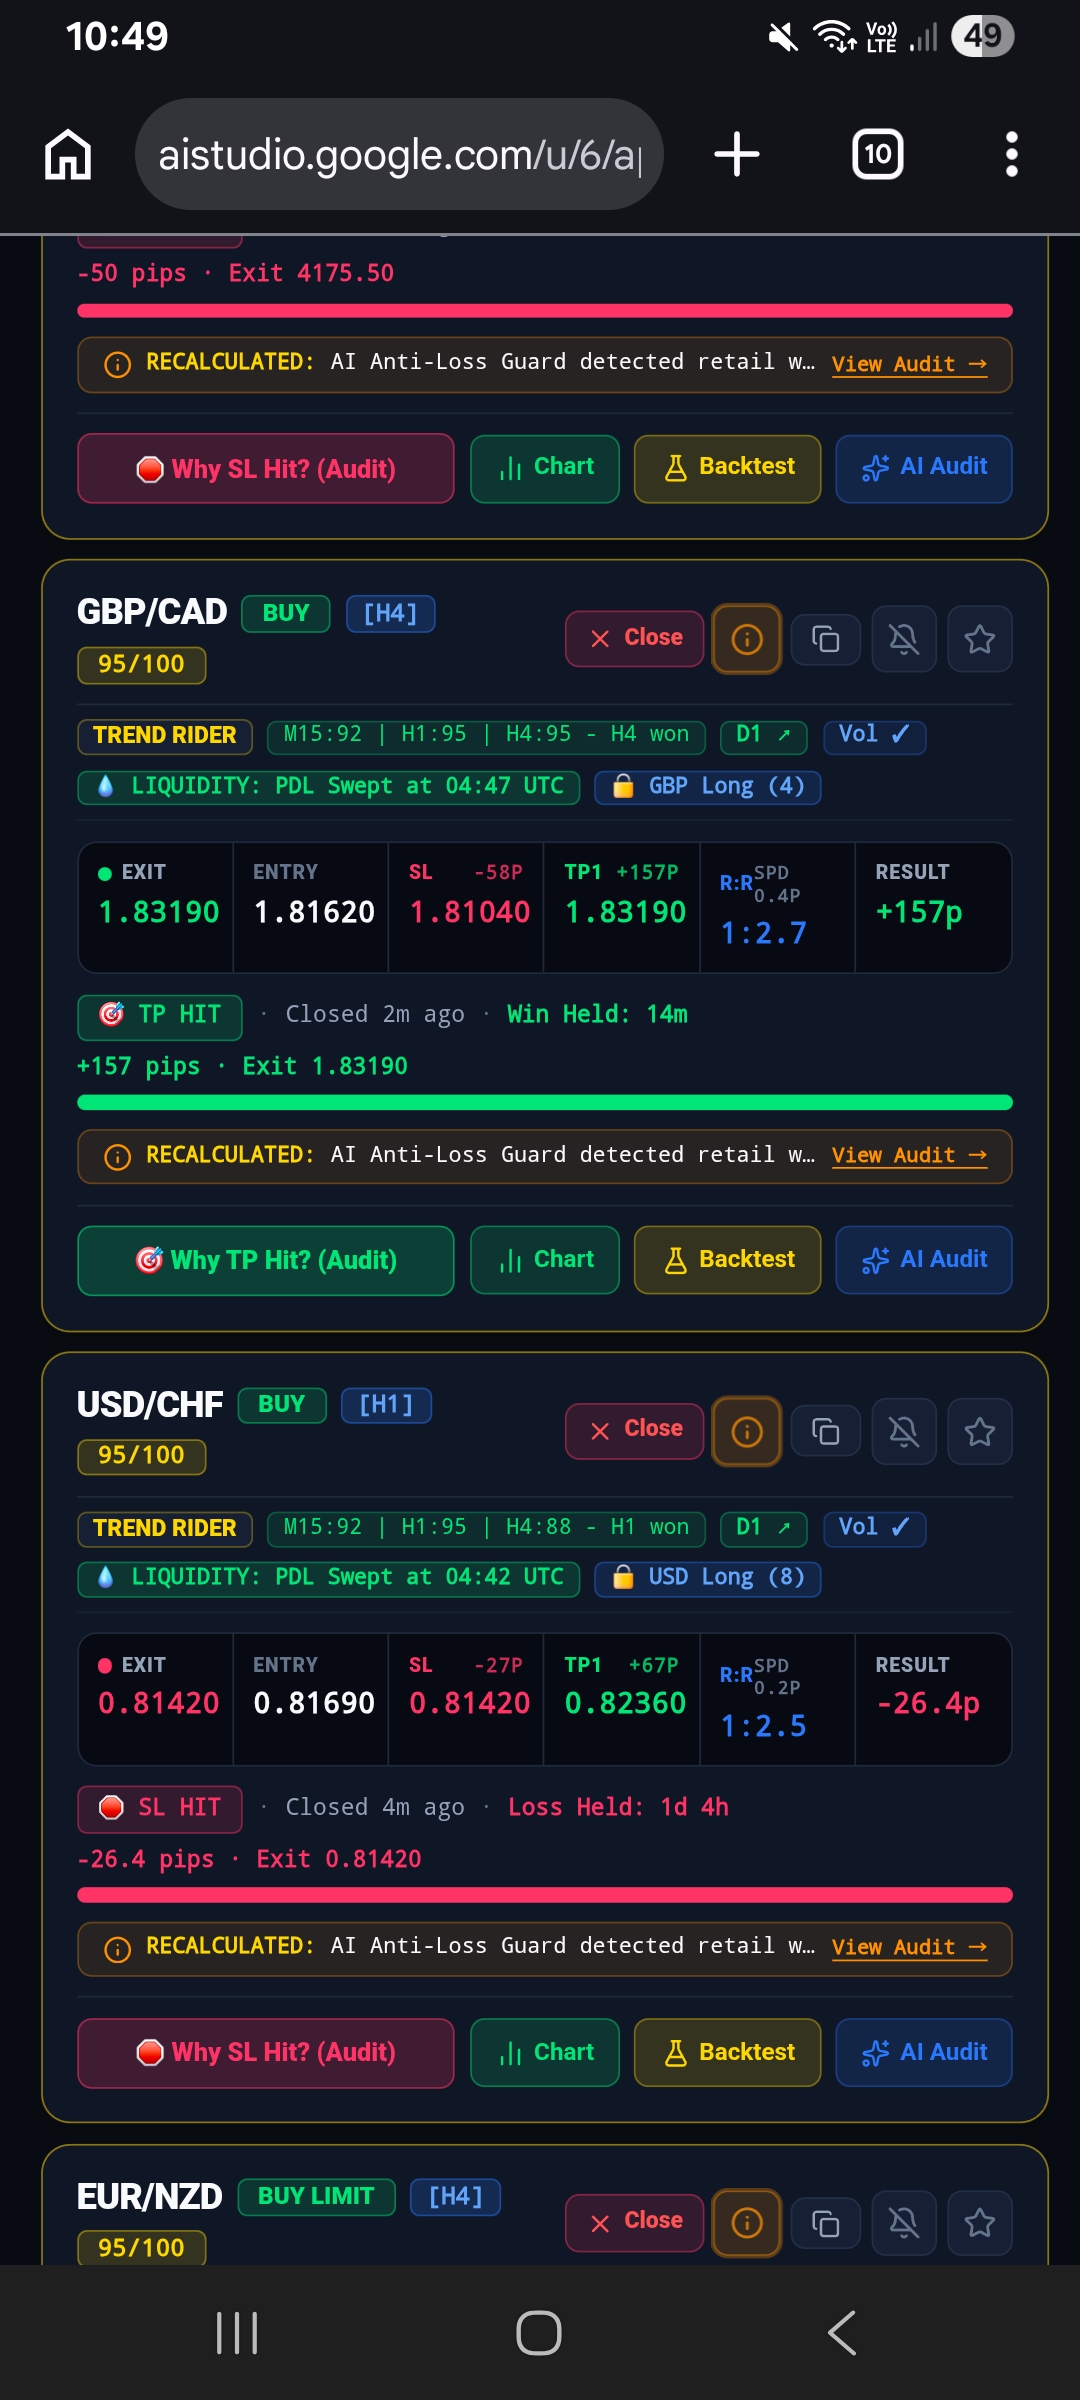 10:49
Vo)) LTE
49
aistudio.google.com/u/6/a
10
-50 pips · Exit 4175.50
RECALCULATED: AI Anti-Loss Guard detected retail w… View Audit →
🛑 Why SL Hit? (Audit) Chart Backtest AI Audit
GBP/CAD BUY [H4] Close
95/100
TREND RIDER M15:92 | H1:95 | H4:95 - H4 won D1 ↗ Vol ✓
💧 LIQUIDITY: PDL Swept at 04:47 UTC 🔒 GBP Long (4)
EXIT ENTRY SL -58P TP1 +157P R:R SPD 0.4P RESULT
1.83190 1.81620 1.81040 1.83190 1:2.7 +157p
🎯 TP HIT · Closed 2m ago · Win Held: 14m
+157 pips · Exit 1.83190
RECALCULATED: AI Anti-Loss Guard detected retail w… View Audit →
🎯 Why TP Hit? (Audit) Chart Backtest AI Audit
USD/CHF BUY [H1] Close
95/100
TREND RIDER M15:92 | H1:95 | H4:88 - H1 won D1 ↗ Vol ✓
💧 LIQUIDITY: PDL Swept at 04:42 UTC 🔒 USD Long (8)
EXIT ENTRY SL -27P TP1 +67P R:R SPD 0.2P RESULT
0.81420 0.81690 0.81420 0.82360 1:2.5 -26.4p
🛑 SL HIT · Closed 4m ago · Loss Held: 1d 4h
-26.4 pips · Exit 0.81420
RECALCULATED: AI Anti-Loss Guard detected retail w… View Audit →
🛑 Why SL Hit? (Audit) Chart Backtest AI Audit
EUR/NZD BUY LIMIT [H4] Close
95/100